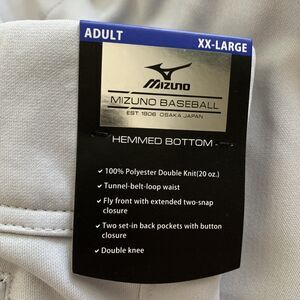 ADULT
XX-LARGE
MIZUNO
MIZUNO BASEBALL
EST. 1906 OSAKA JAPAN
HEMMED BOTTOM
✓ 100% Polyester Double Knit(20 oz.)
✓ Tunnel-belt-loop waist
✓ Fly front with extended two-snap
closure
✓ Two set-in back pockets with button
closure
✓ Double knee